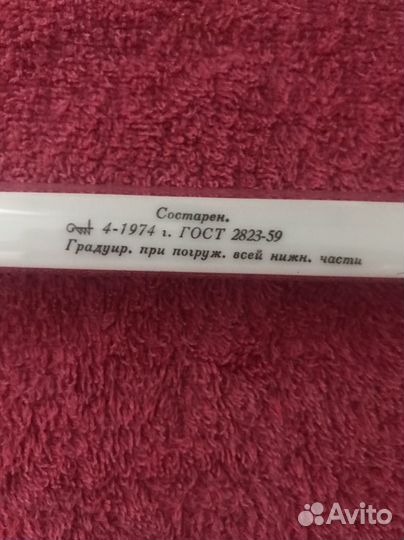 Состарен.
4-1974 г. ГОСТ 2823-59
Градуир. при погруж. всей нижн. части
Avito